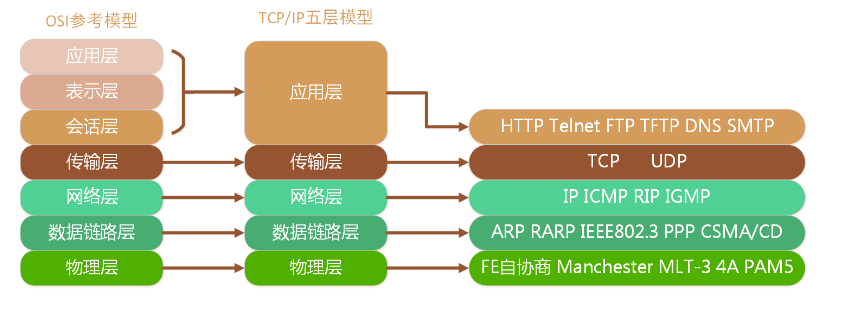 OSI参考模型
TCP/IP五层模型
应用层
表示层
会话层
传输层
网络层
数据链路层
物理层
应用层
传输层
网络层
数据链路层
物理层
HTTP Telnet FTP TFTP DNS SMTP
TCP UDP
IP ICMP RIP IGMP
ARP RARP IEEE802.3 PPP CSMA/CD
FE自协商 Manchester MLT-3 4A PAM5